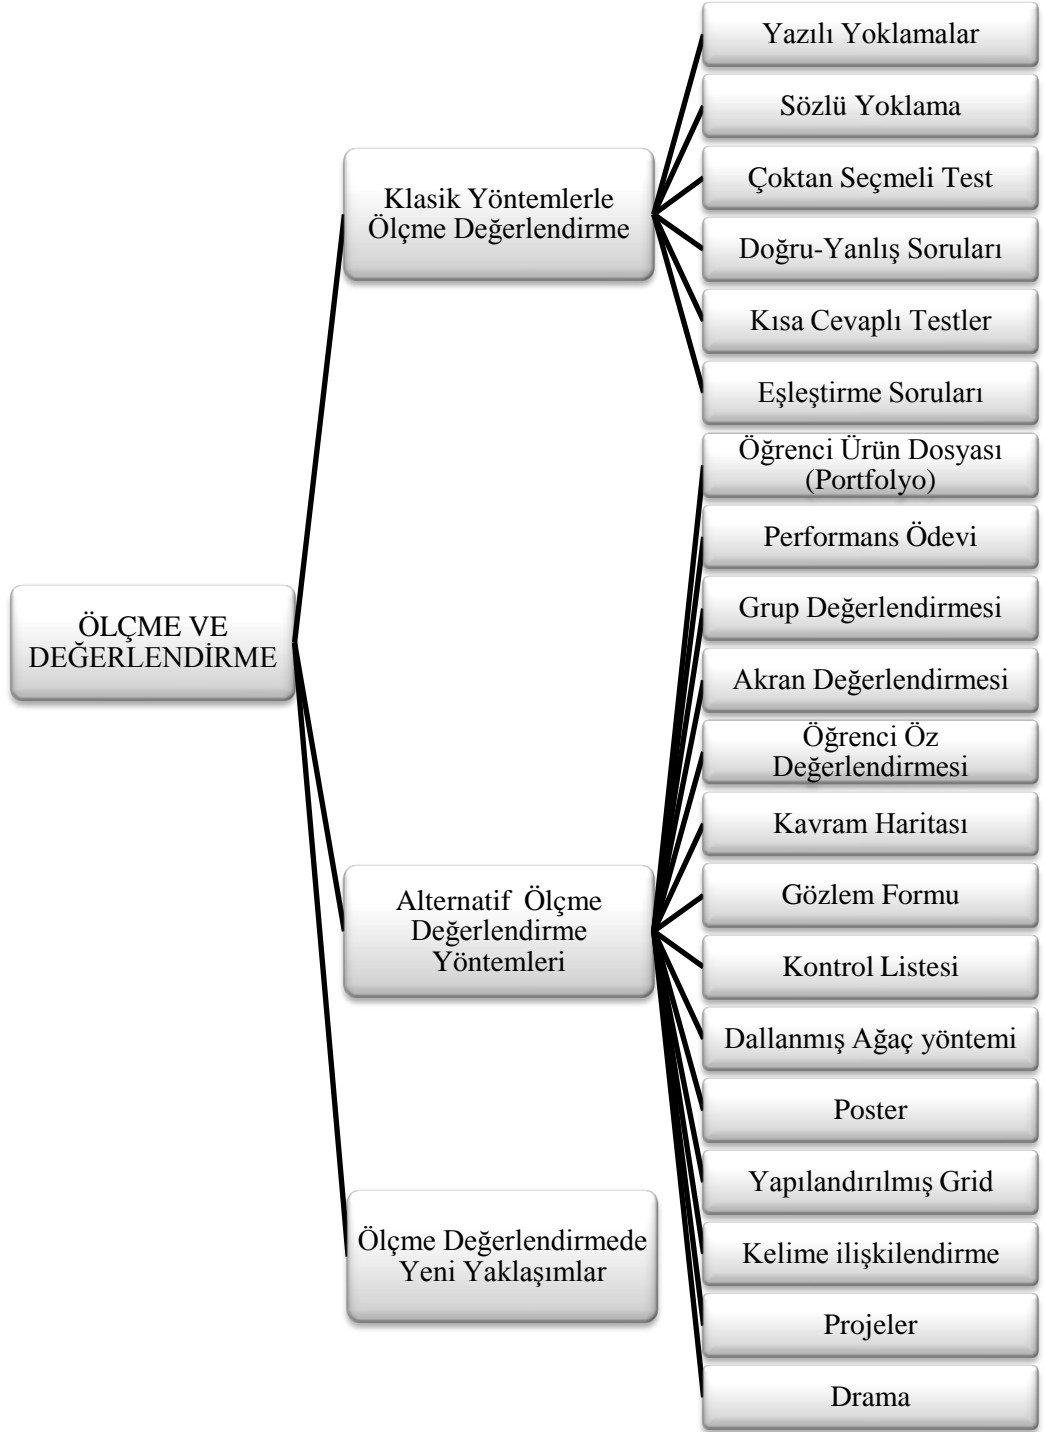 ÖLÇME VE
DEĞERLENDİRME
Klasik Yöntemlerle
Ölçme Değerlendirme
Yazılı Yoklamalar
Sözlü Yoklama
Çoktan Seçmeli Test
Doğru-Yanlış Soruları
Kısa Cevaplı Testler
Eşleştirme Soruları
Alternatif Ölçme
Değerlendirme
Yöntemleri
Öğrenci Ürün Dosyası
(Portfolyo)
Performans Ödevi
Grup Değerlendirmesi
Akran Değerlendirmesi
Öğrenci Öz
Değerlendirmesi
Kavram Haritası
Gözlem Formu
Kontrol Listesi
Dallanmış Ağaç yöntemi
Poster
Yapılandırılmış Grid
Kelime ilişkilendirme
Projeler
Drama
Ölçme Değerlendirmede
Yeni Yaklaşımlar